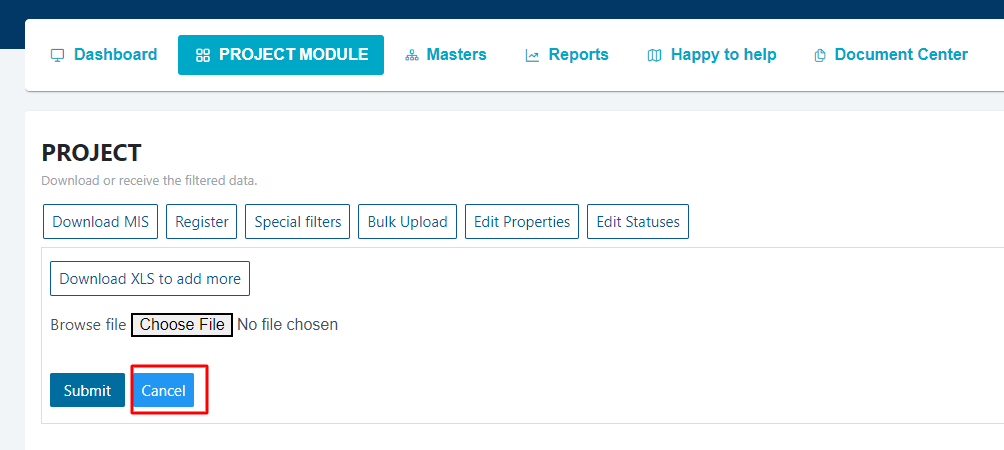 Dashboard PROJECT MODULE Masters Reports Happy to help Document Center
PROJECT
Download or receive the filtered data.
Download MIS Register Special filters Bulk Upload Edit Properties Edit Statuses
Download XLS to add more
Browse file Choose File No file chosen
Submit Cancel